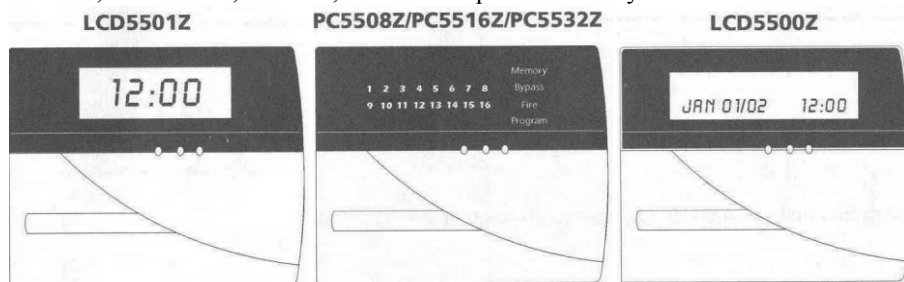 LCD5501Z
12:00
PC5508Z/PC5516Z/PC5532Z
1 2 3 4 5 6 7 8
9 10 11 12 13 14 15 16
Memory
Bypass
Fire
Program
LCD5500Z
JAN 01/02 12:00